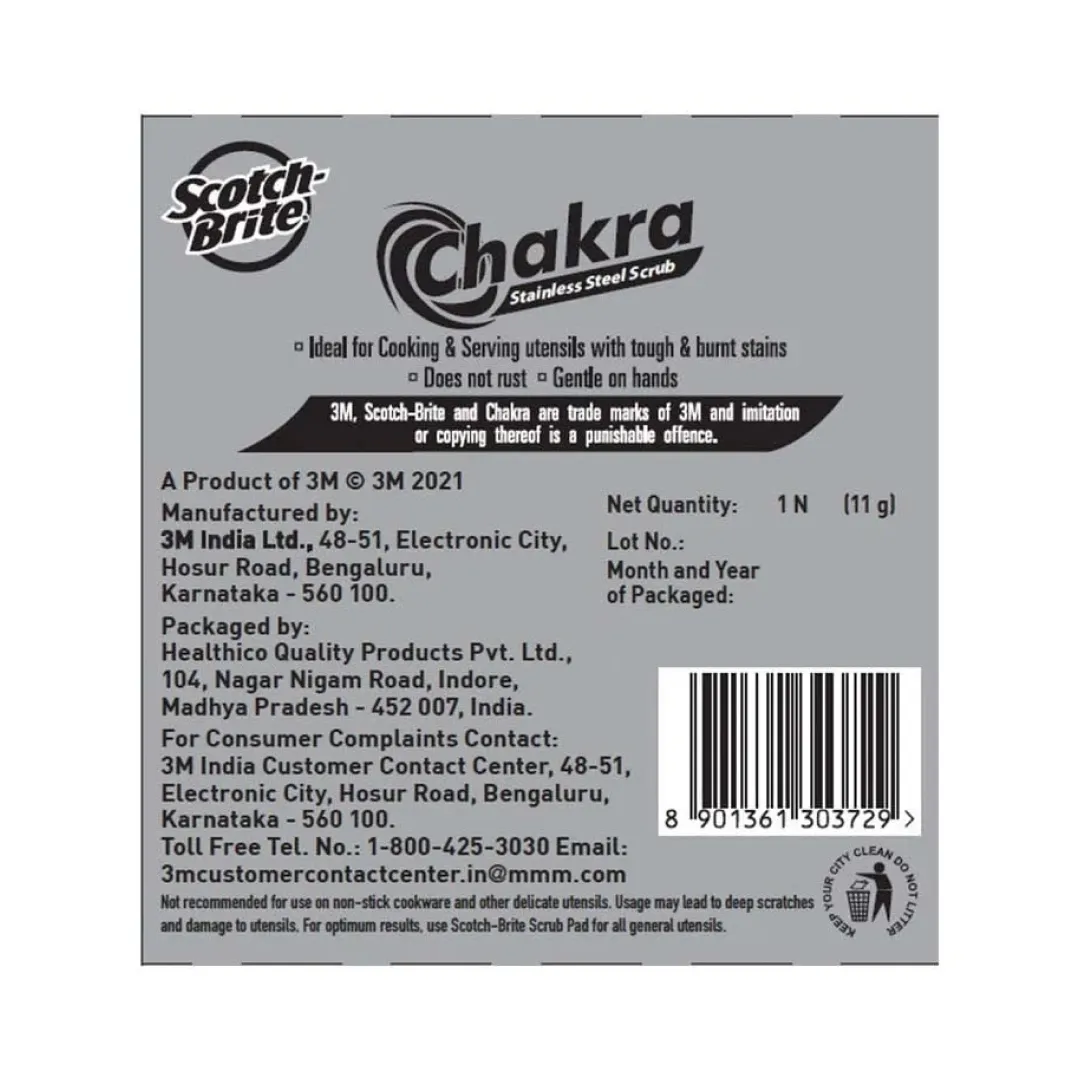 Scotch-
Brite
Chakra
Stainless Steel Scrub
▫ Ideal for Cooking & Serving utensils with tough & burnt stains
▫ Does not rust ▫ Gentle on hands
3M, Scotch-Brite and Chakra are trade marks of 3M and imitation
or copying thereof is a punishable offence.
A Product of 3M © 3M 2021
Manufactured by:
3M India Ltd., 48-51, Electronic City,
Hosur Road, Bengaluru,
Karnataka - 560 100.
Packaged by:
Healthico Quality Products Pvt. Ltd.,
104, Nagar Nigam Road, Indore,
Madhya Pradesh - 452 007, India.
For Consumer Complaints Contact:
3M India Customer Contact Center, 48-51,
Electronic City, Hosur Road, Bengaluru,
Karnataka - 560 100.
Toll Free Tel. No.: 1-800-425-3030 Email:
3mcustomercontactcenter.in@mmm.com
Not recommended for use on non-stick cookware and other delicate utensils. Usage may lead to deep scratches
and damage to utensils. For optimum results, use Scotch-Brite Scrub Pad for all general utensils.
Net Quantity: 1 N (11 g)
Lot No.:
Month and Year
of Packaged:
8 901361 303729 >
KEEP YOUR CITY CLEAN DO NOT LITTER